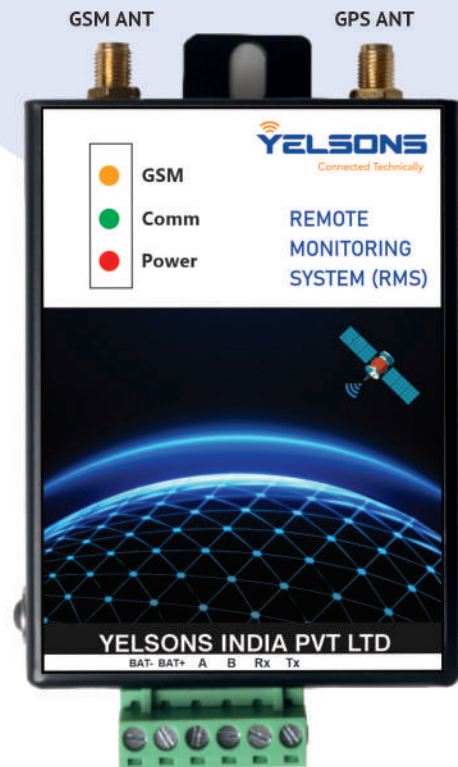 GSM ANT
GPS ANT
YELSONS
Connected Technically
GSM
Comm
Power
REMOTE
MONITORING
SYSTEM (RMS)
YELSONS INDIA PVT LTD
BAT- BAT+ A B Rx Tx